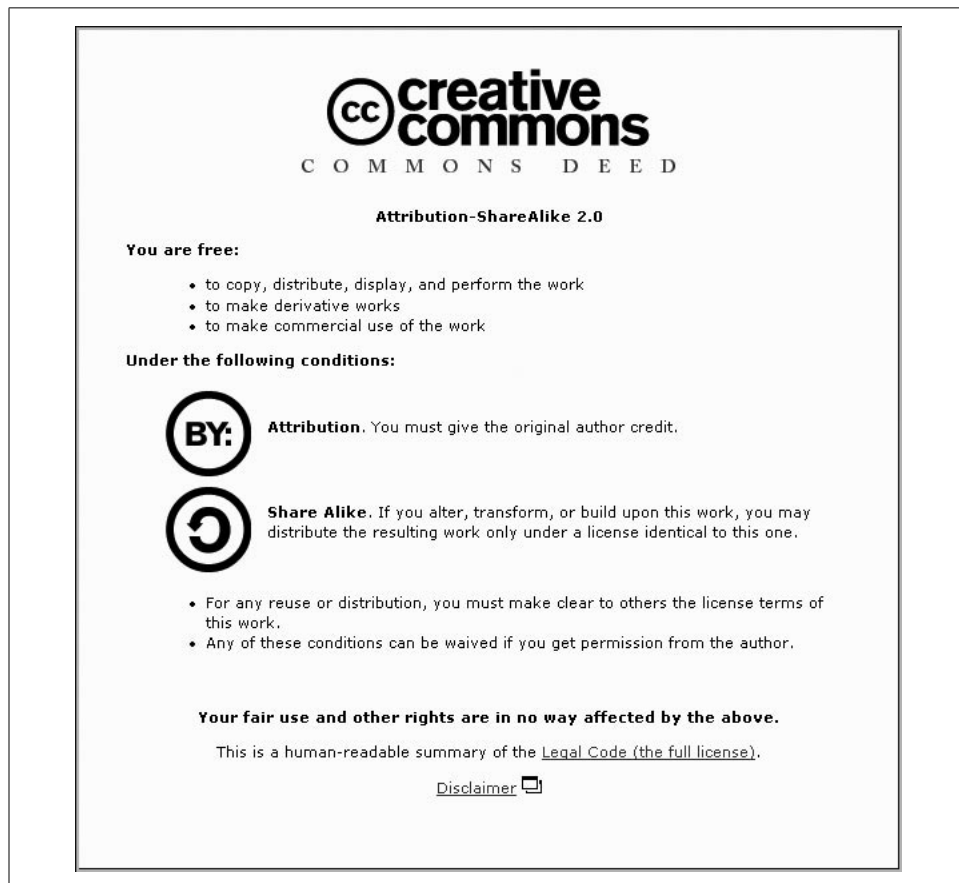 cc creative
commons
COMMONS DEED
Attribution-ShareAlike 2.0
You are free:
• to copy, distribute, display, and perform the work
• to make derivative works
• to make commercial use of the work
Under the following conditions:
BY: Attribution. You must give the original author credit.
Share Alike. If you alter, transform, or build upon this work, you may
distribute the resulting work only under a license identical to this one.
• For any reuse or distribution, you must make clear to others the license terms of
this work.
• Any of these conditions can be waived if you get permission from the author.
Your fair use and other rights are in no way affected by the above.
This is a human-readable summary of the Legal Code (the full license).
Disclaimer